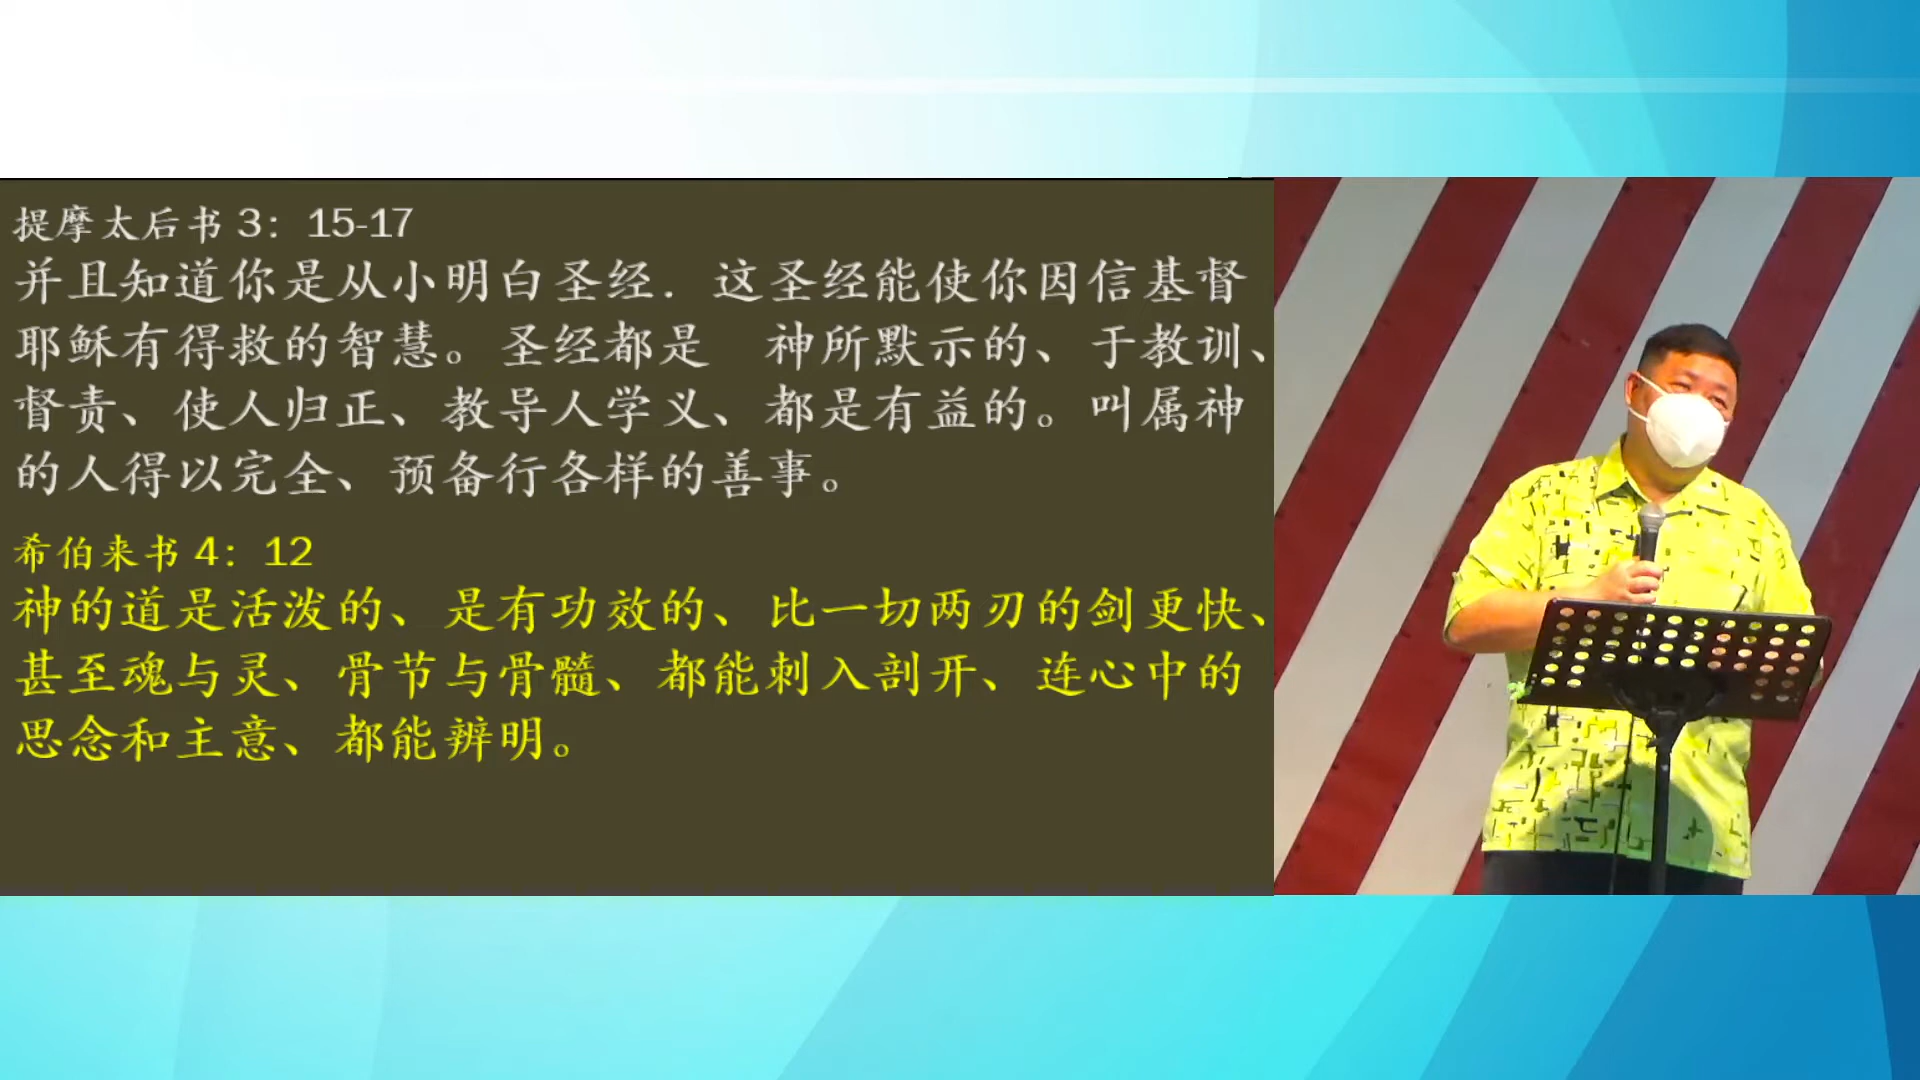 提摩太后书 3：15-17
并且知道你是从小明白圣经．这圣经能使你因信基督
耶稣有得救的智慧。圣经都是　神所默示的、于教训、
督责、使人归正、教导人学义、都是有益的。叫属神
的人得以完全、预备行各样的善事。
希伯来书 4：12
神的道是活泼的、是有功效的、比一切两刃的剑更快、
甚至魂与灵、骨节与骨髓、都能刺入剖开、连心中的
思念和主意、都能辨明。